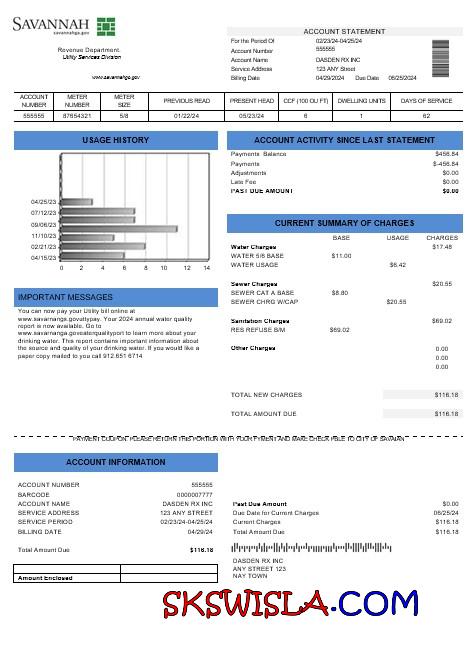 SAVANNAH
savannahga.gov
Revenue Department.
Utility Services Division
www.savannahga.gov
ACCOUNT STATEMENT
For the Period Of 02/23/24-04/25/24
Account Number 555555
Account Name DASDEN RX INC
Service Address 123 ANY Street
Billing Date 04/29/2024 Due Date 06/25/2024
ACCOUNT NUMBER METER NUMBER METER SIZE PREVIOUS READ PRESENT HEAD CCF (100 OU FT) DWELLING UNITS DAYS OF SERVICE
555555 87654321 5/8 01/22/24 05/23/24 6 1 62
USAGE HISTORY
04/25/23
07/12/23
09/06/23
11/10/23
02/21/23
04/15/23
0 2 4 6 8 10 12 14
ACCOUNT ACTIVITY SINCE LAST STATEMENT
Payments Balance $456.84
Payments $-456.84
Adjustments $0.00
Late Fee $0.00
PAST DUE AMOUNT $0.00
CURRENT SUMMARY OF CHARGES
BASE USAGE CHARGES
Water Charges $17.48
WATER 5/6 BASE $11.00
WATER USAGE $6.42
Sewer Charges $20.55
SEWER CAT A BASE $8.80
SEWER CHRG W/CAP $20.55
Sanitation Charges $69.02
RES REFUSE B/M $69.02
Other Charges 0.00
0.00
0.00
TOTAL NEW CHARGES $116.18
TOTAL AMOUNT DUE $116.18
IMPORTANT MESSAGES
You can now pay your Utility bill online at
www.savarnahga.govuttypay. Your 2024 annual water quality
report is now available. Go to
www.savarnanga.goveaterqualityport to learn more about your
drinking water. This report contains important information about
the source and quality of your drinking water. If you would like a
paper copy mailed to you call 912.651 6714
PAYMENT COUPON. PLEASE RETURN THIS PORTION WITH YOUR PYMENT AND MAKE CHECK PBLE TO CITY OF SAVAIAN
ACCOUNT INFORMATION
ACCOUNT NUMBER 555555
BARCODE 0000007777
ACCOUNT NAME DASDEN RX INC
SERVICE ADORESS 123 ANY STREET
SERVICE PERIOD 02/23/24-04/25/24
BILLING DATE 04/29/24
Total Amount Due $116.18
Amount Enclosed
Past Due Amount $0.00
Due Date for Current Charges 06/25/24
Current Charges $116.18
Total Amount Due $116.18
DASDEN RX INC
ANY STREET 123
NAY TOWN
SKSWISLA.COM